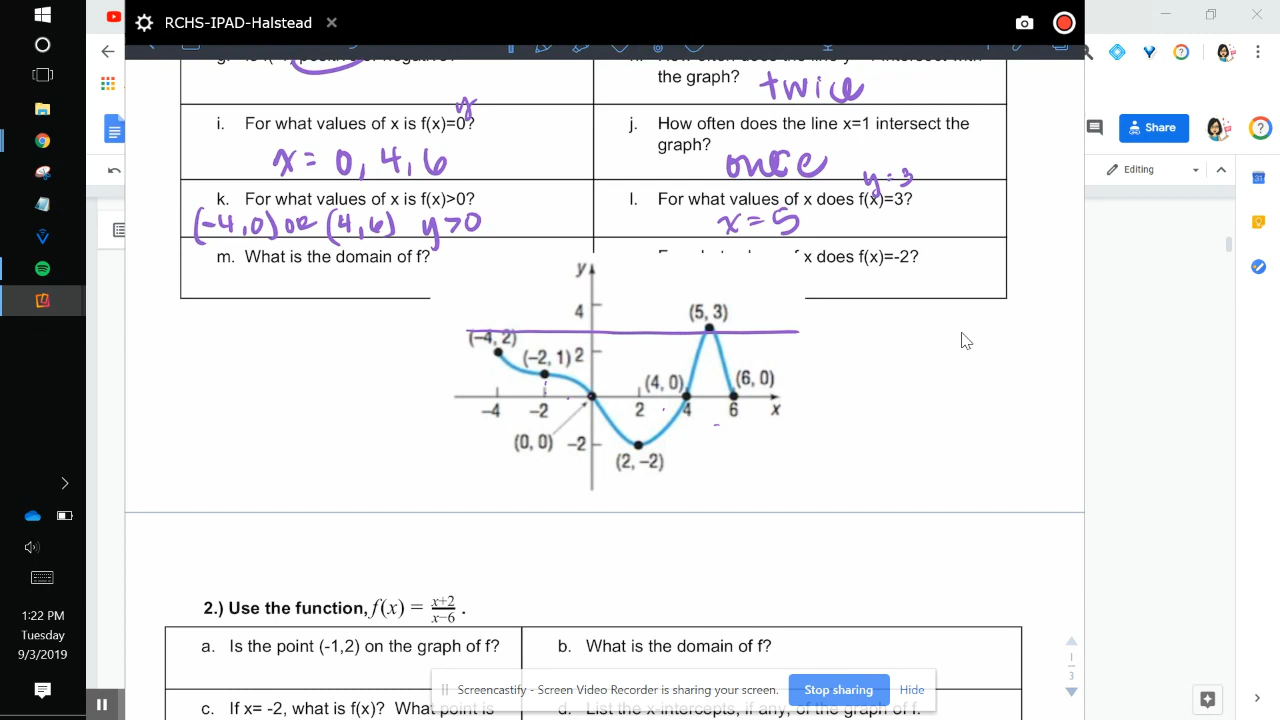 RCHS-IPAD-Halstead
the graph? twice
i. For what values of x is f(x)=0? y
x = 0, 4, 6
j. How often does the line x=1 intersect the
graph? once
k. For what values of x is f(x)>0?
(-4,0) or (4,6) y>0
l. For what values of x does f(x)=3? y=3
x=5
m. What is the domain of f?
x does f(x)=-2?
y
4
(5, 3)
(-4, 2)
(-2, 1) 2
(4, 0)
(6, 0)
-4 -2 2 4 6 x
(0, 0) -2
(2, -2)
2.) Use the function, f(x) = x+2/x-6 .
a. Is the point (-1,2) on the graph of f?
b. What is the domain of f?
c. If x= -2, what is f(x)? What point is
d. List the x-intercepts, if any, of the graph of f.
Screencastify - Screen Video Recorder is sharing your screen. Stop sharing Hide
1
3
Share
Editing
1:22 PM
Tuesday
9/3/2019